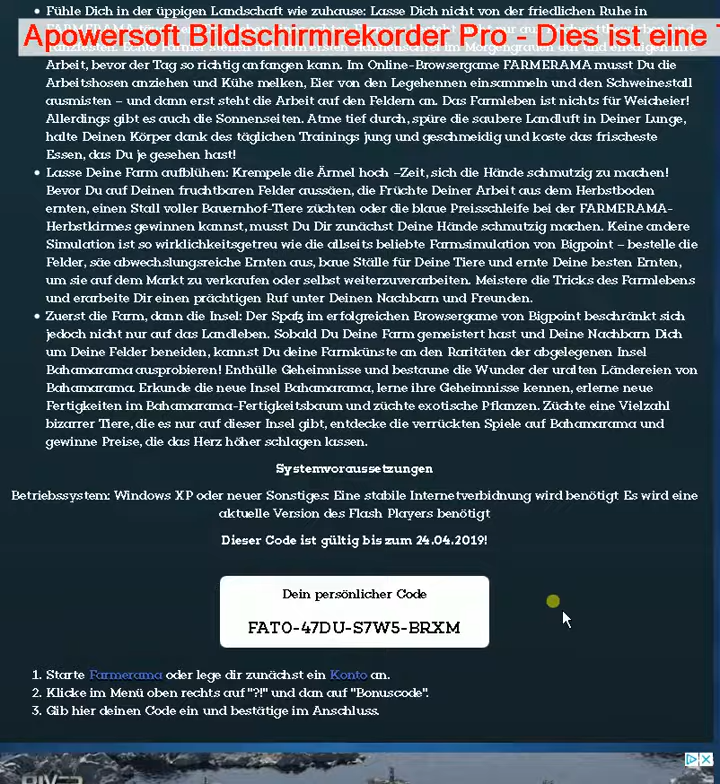 Fühle Dich in der üppigen Landschaft wie zuhause: Lasse Dich nicht von der friedlichen Ruhe in
Apowersoft Bildschirmrekorder Pro - Dies ist eine
Arbeit, bevor der Tag so richtig anfangen kann. Im Online-Browsergame FARMERAMA musst Du die
Arbeitshosen anziehen und Kühe melken, Eier von den Legehennen einsammeln und den Schweinestall
ausmisten – und dann erst steht die Arbeit auf den Feldern an. Das Farmleben ist nichts für Weicheier!
Allerdings gibt es auch die Sonnenseiten. Atme tief durch, spüre die saubere Landluft in Deiner Lunge,
halte Deinen Körper dank des täglichen Trainings jung und geschmeidig und koste das frischeste
Essen, das Du je gesehen hast!
Lasse Deine Farm aufblühen: Krempele die Ärmel hoch –Zeit, sich die Hände schmutzig zu machen!
Bevor Du auf Deinen fruchtbaren Felder aussäen, die Früchte Deiner Arbeit aus dem Herbstboden
ernten, einen Stall voller Bauernhof-Tiere züchten oder die blaue Preisschleife bei der FARMERAMA-
Herbstkirmes gewinnen kannst, musst Du Dir zunächst Deine Hände schmutzig machen. Keine andere
Simulation ist so wirklichkeitsgetreu wie die allseits beliebte Farmsimulation von Bigpoint – bestelle die
Felder, säe abwechslungsreiche Ernten aus, baue Ställe für Deine Tiere und ernte Deine besten Ernten,
um sie auf dem Markt zu verkaufen oder selbst weiterzuverarbeiten. Meistere die Tricks des Farmlebens
und erarbeite Dir einen prächtigen Ruf unter Deinen Nachbarn und Freunden.
Zuerst die Farm, dann die Insel: Der Spaß im erfolgreichen Browsergame von Bigpoint beschränkt sich
jedoch nicht nur auf das Landleben. Sobald Du Deine Farm gemeistert hast und Deine Nachbarn Dich
um Deine Felder beneiden, kannst Du deine Farmkünste an den Raritäten der abgelegenen Insel
Bahamarama ausprobieren! Enthülle Geheimnisse und bestaune die Wunder der uralten Ländereien von
Bahamarama. Erkunde die neue Insel Bahamarama, lerne ihre Geheimnisse kennen, erlerne neue
Fertigkeiten im Bahamarama-Fertigkeitsbaum und züchte exotische Pflanzen. Züchte eine Vielzahl
bizarrer Tiere, die es nur auf dieser Insel gibt, entdecke die verrückten Spiele auf Bahamarama und
gewinne Preise, die das Herz höher schlagen lassen.
Systemvoraussetzungen
Betriebssystem: Windows XP oder neuer Sonstiges: Eine stabile Internetverbidnung wird benötigt Es wird eine
aktuelle Version des Flash Players benötigt
Dieser Code ist gültig bis zum 24.04.2019!
Dein persönlicher Code
FATO-47DU-S7W5-BRXM
1. Starte Farmerama oder lege dir zunächst ein Konto an.
2. Klicke im Menü oben rechts auf "?!" und dan auf "Bonuscode".
3. Gib hier deinen Code ein und bestätige im Anschluss.